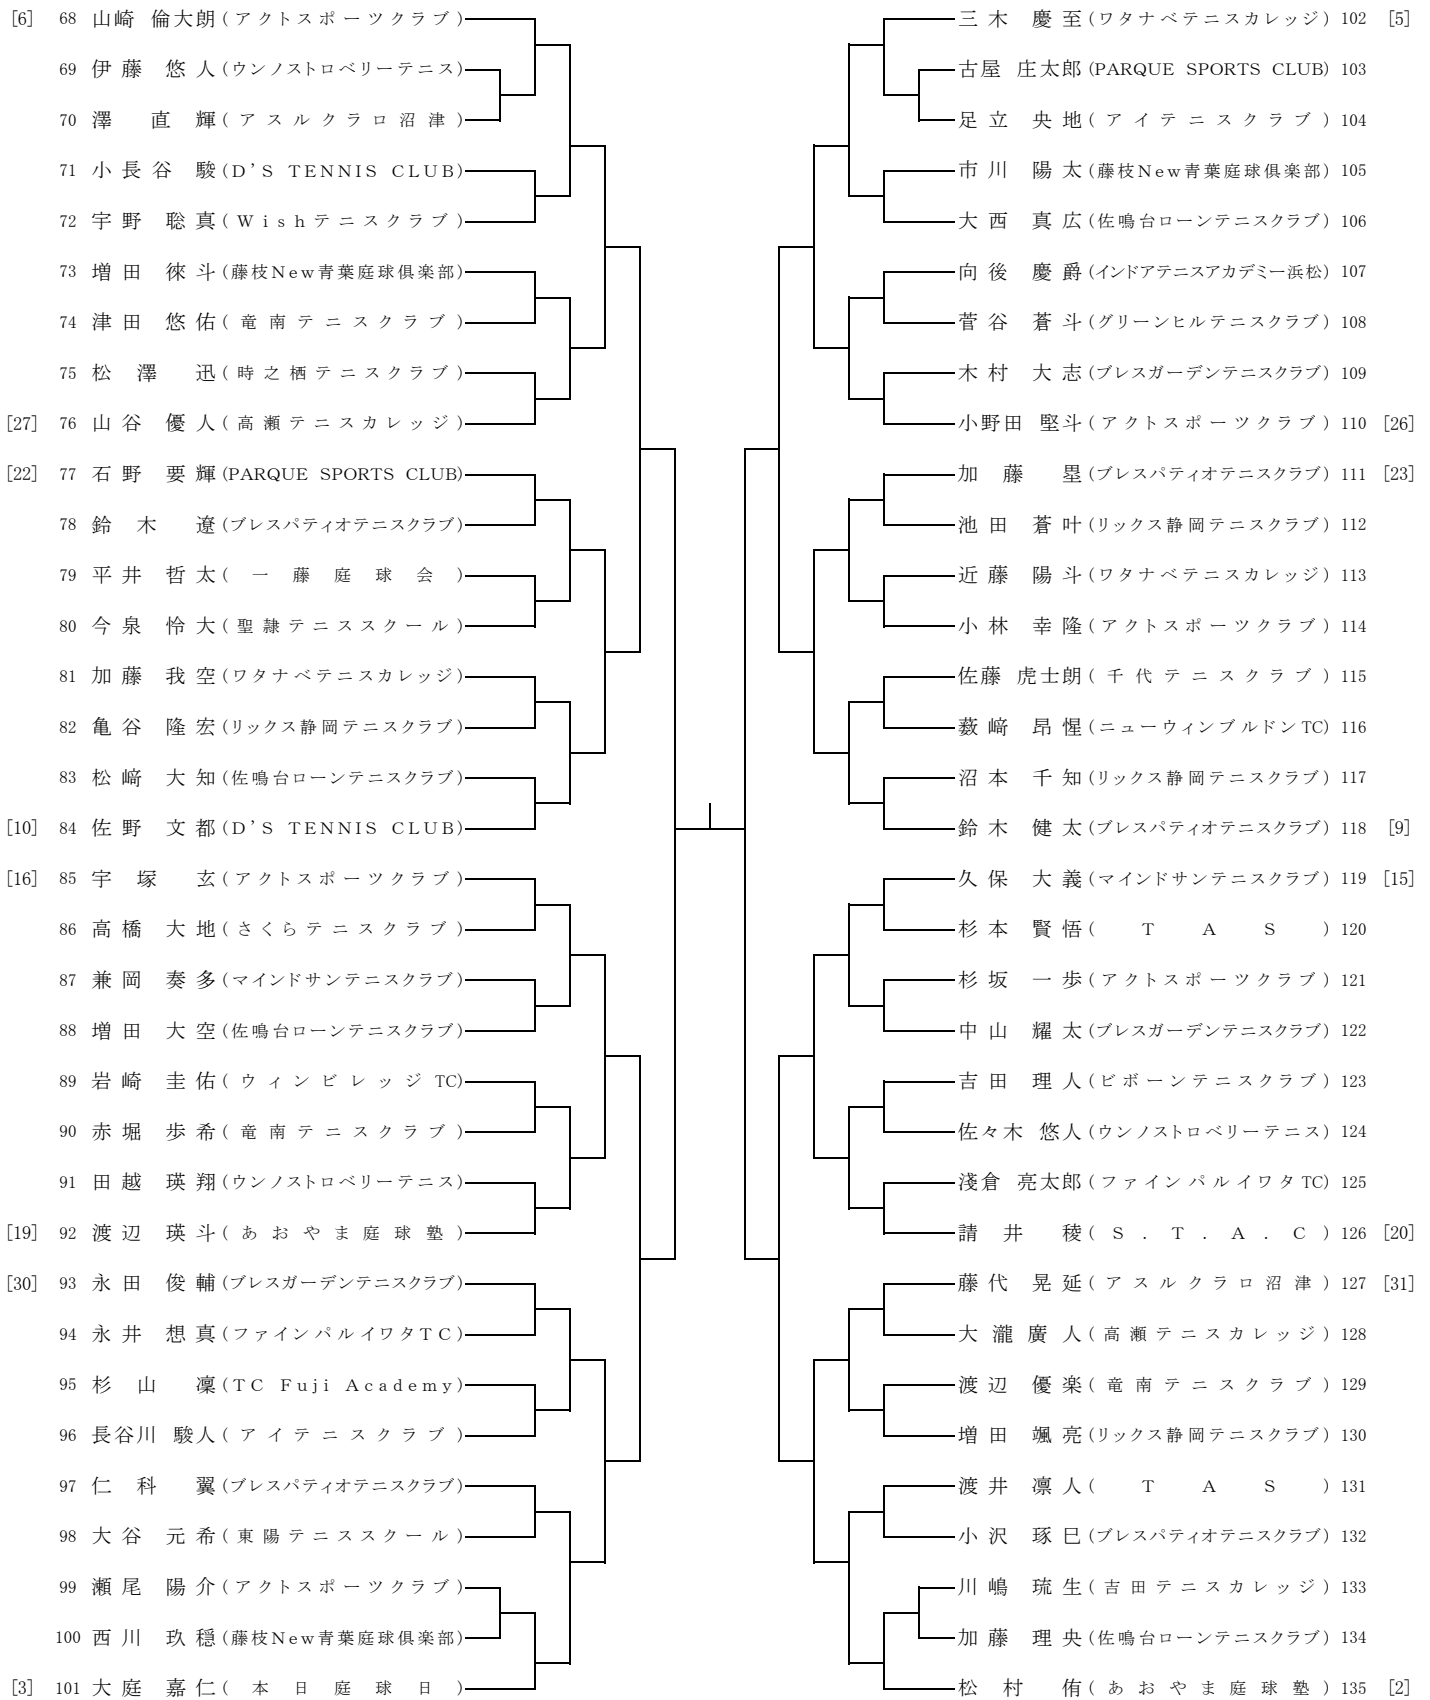 [6] 68 山崎 倫大朗 (アクトスポーツクラブ)
69 伊藤 悠人 (ウンノストロベリーテニス)
70 澤 直輝 (アスルクラロ沼津)
71 小長谷 駿 (D'S TENNIS CLUB)
72 宇野 聡真 (Wishテニスクラブ)
73 増田 徠斗 (藤枝New青葉庭球倶楽部)
74 津田 悠佑 (竜南テニスクラブ)
75 松澤 迅 (時之栖テニスクラブ)
[27] 76 山谷 優人 (高瀬テニスカレッジ)
[22] 77 石野 要輝 (PARQUE SPORTS CLUB)
78 鈴木 遼 (ブレスパティオテニスクラブ)
79 平井 哲太 (一藤庭球会)
80 今泉 怜大 (聖隷テニススクール)
81 加藤 我空 (ワタナベテニスカレッジ)
82 亀谷 隆宏 (リックス静岡テニスクラブ)
83 松﨑 大知 (佐鳴台ローンテニスクラブ)
[10] 84 佐野 文都 (D'S TENNIS CLUB)
[16] 85 宇塚 玄 (アクトスポーツクラブ)
86 高橋 大地 (さくらテニスクラブ)
87 兼岡 奏多 (マインドサンテニスクラブ)
88 増田 大空 (佐鳴台ローンテニスクラブ)
89 岩崎 圭佑 (ウィンビレッジTC)
90 赤堀 歩希 (竜南テニスクラブ)
91 田越 瑛翔 (ウンノストロベリーテニス)
[19] 92 渡辺 瑛斗 (あおやま庭球塾)
[30] 93 永田 俊輔 (ブレスガーデンテニスクラブ)
94 永井 想真 (ファインパルイワタTC)
95 杉山 凜 (TC Fuji Academy)
96 長谷川 駿人 (アイテニスクラブ)
97 仁科 翼 (ブレスパティオテニスクラブ)
98 大谷 元希 (東陽テニススクール)
99 瀬尾 陽介 (アクトスポーツクラブ)
100 西川 玖穏 (藤枝New青葉庭球倶楽部)
[3] 101 大庭 嘉仁 (本日庭球日)
三木 慶至 (ワタナベテニスカレッジ) 102 [5]
古屋 庄太郎 (PARQUE SPORTS CLUB) 103
足立 央地 (アイテニスクラブ) 104
市川 陽太 (藤枝New青葉庭球倶楽部) 105
大西 真広 (佐鳴台ローンテニスクラブ) 106
向後 慶爵 (インドアテニスアカデミー浜松) 107
菅谷 蒼斗 (グリーンヒルテニスクラブ) 108
木村 大志 (ブレスガーデンテニスクラブ) 109
小野田 堅斗 (アクトスポーツクラブ) 110 [26]
加藤 塁 (ブレスパティオテニスクラブ) 111 [23]
池田 蒼叶 (リックス静岡テニスクラブ) 112
近藤 陽斗 (ワタナベテニスカレッジ) 113
小林 幸隆 (アクトスポーツクラブ) 114
佐藤 虎士朗 (千代テニスクラブ) 115
薮﨑 昂惺 (ニューウィンブルドンTC) 116
沼本 千知 (リックス静岡テニスクラブ) 117
鈴木 健太 (ブレスパティオテニスクラブ) 118 [9]
久保 大義 (マインドサンテニスクラブ) 119 [15]
杉本 賢悟 (TAS) 120
杉坂 一歩 (アクトスポーツクラブ) 121
中山 耀太 (ブレスガーデンテニスクラブ) 122
吉田 理人 (ビボーンテニスクラブ) 123
佐々木 悠人 (ウンノストロベリーテニス) 124
淺倉 亮太郎 (ファインパルイワタTC) 125
請井 稜 (S.T.A.C) 126 [20]
藤代 晃延 (アスルクラロ沼津) 127 [31]
大瀧 廣人 (高瀬テニスカレッジ) 128
渡辺 優楽 (竜南テニスクラブ) 129
増田 颯亮 (リックス静岡テニスクラブ) 130
渡井 凛人 (TAS) 131
小沢 琢巳 (ブレスパティオテニスクラブ) 132
川嶋 琉生 (吉田テニスカレッジ) 133
加藤 理央 (佐鳴台ローンテニスクラブ) 134
松村 侑 (あおやま庭球塾) 135 [2]